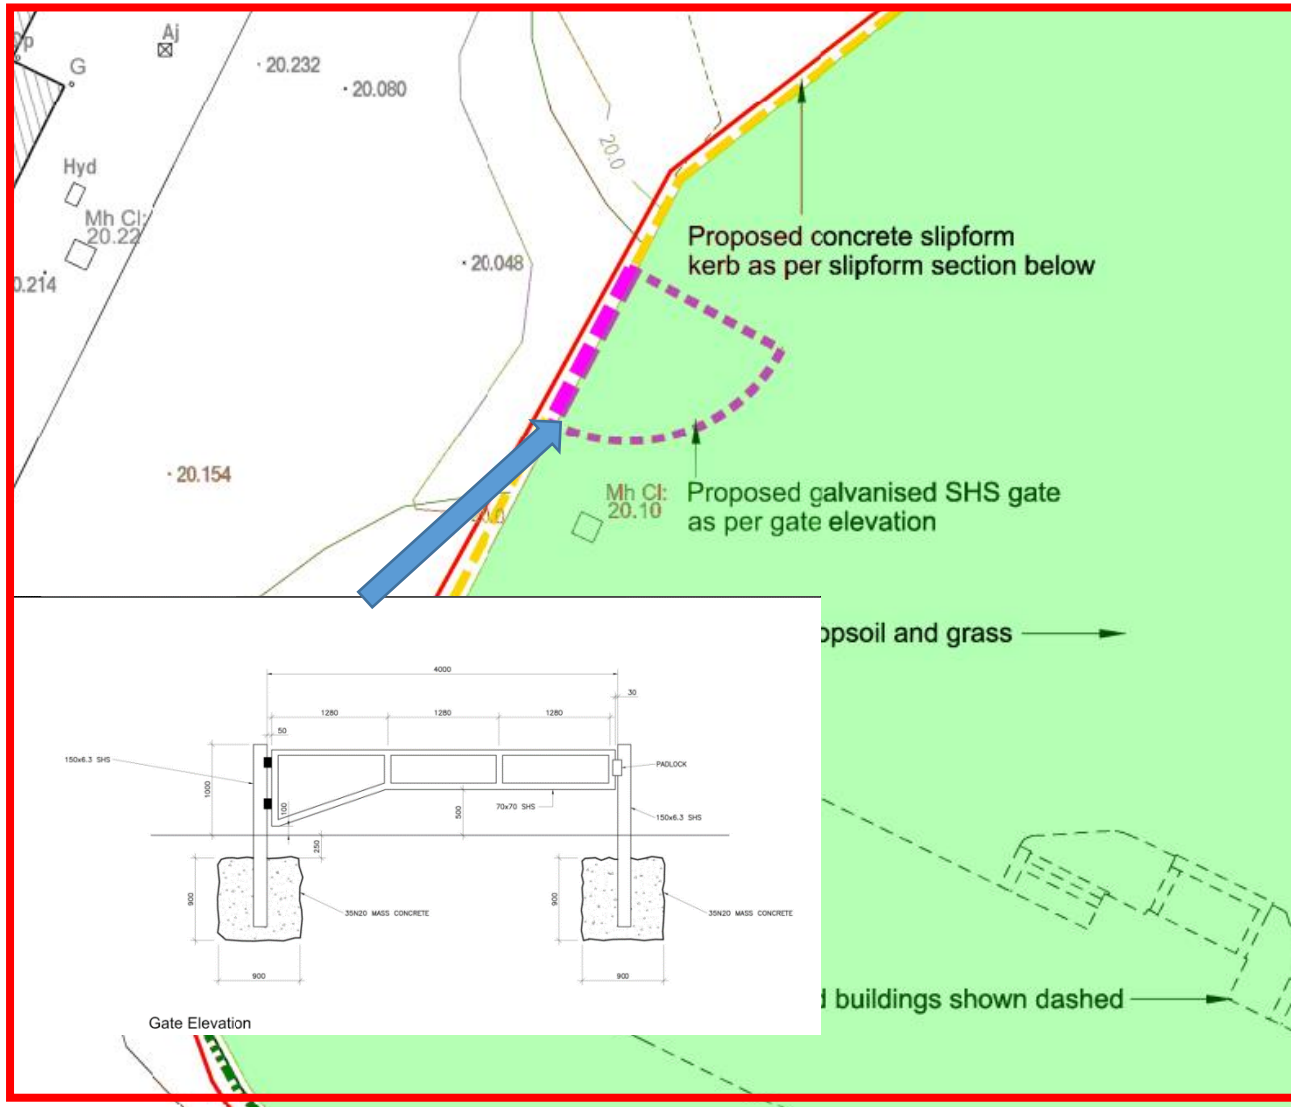 Aj
G
20.232
20.080
20.0
Hyd
Mh Cl:
20.22
0.214
20.048
Proposed concrete slipform
kerb as per slipform section below
20.154
Mh Cl:
20.10
Proposed galvanised SHS gate
as per gate elevation
opsoil and grass
4000
30
1280
1280
1280
50
150x6.3 SHS
PADLOCK
1000
100
500
70x70 SHS
150x6.3 SHS
250
900
900
35N20 MASS CONCRETE
35N20 MASS CONCRETE
900
900
d buildings shown dashed
Gate Elevation